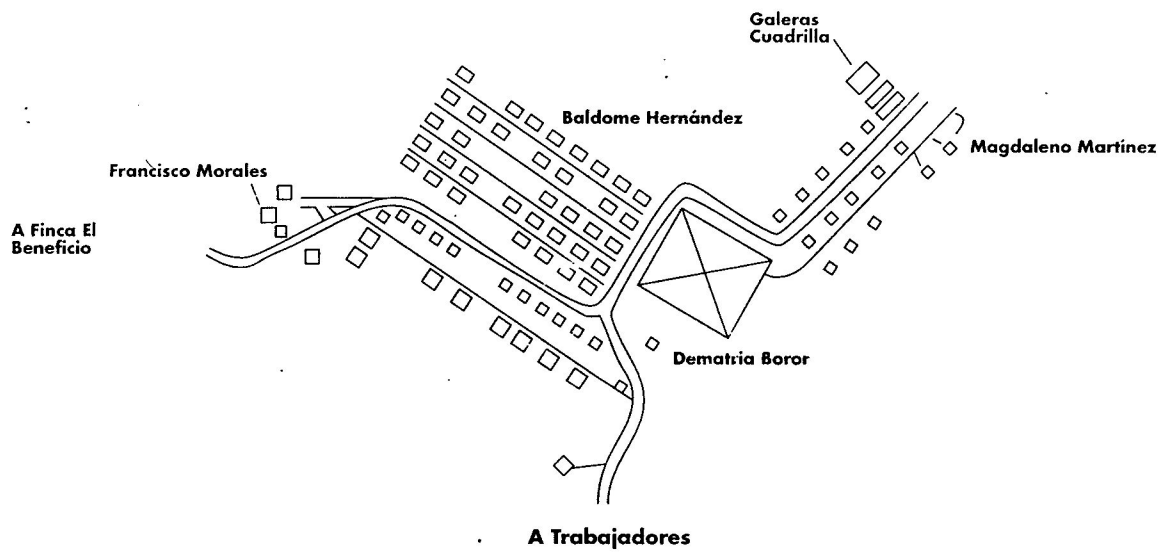 Galeras
Cuadrilla
Baldome Hernández
Magdaleno Martínez
Francisco Morales
A Finca El
Beneficio
Dematria Boror
A Trabajadores